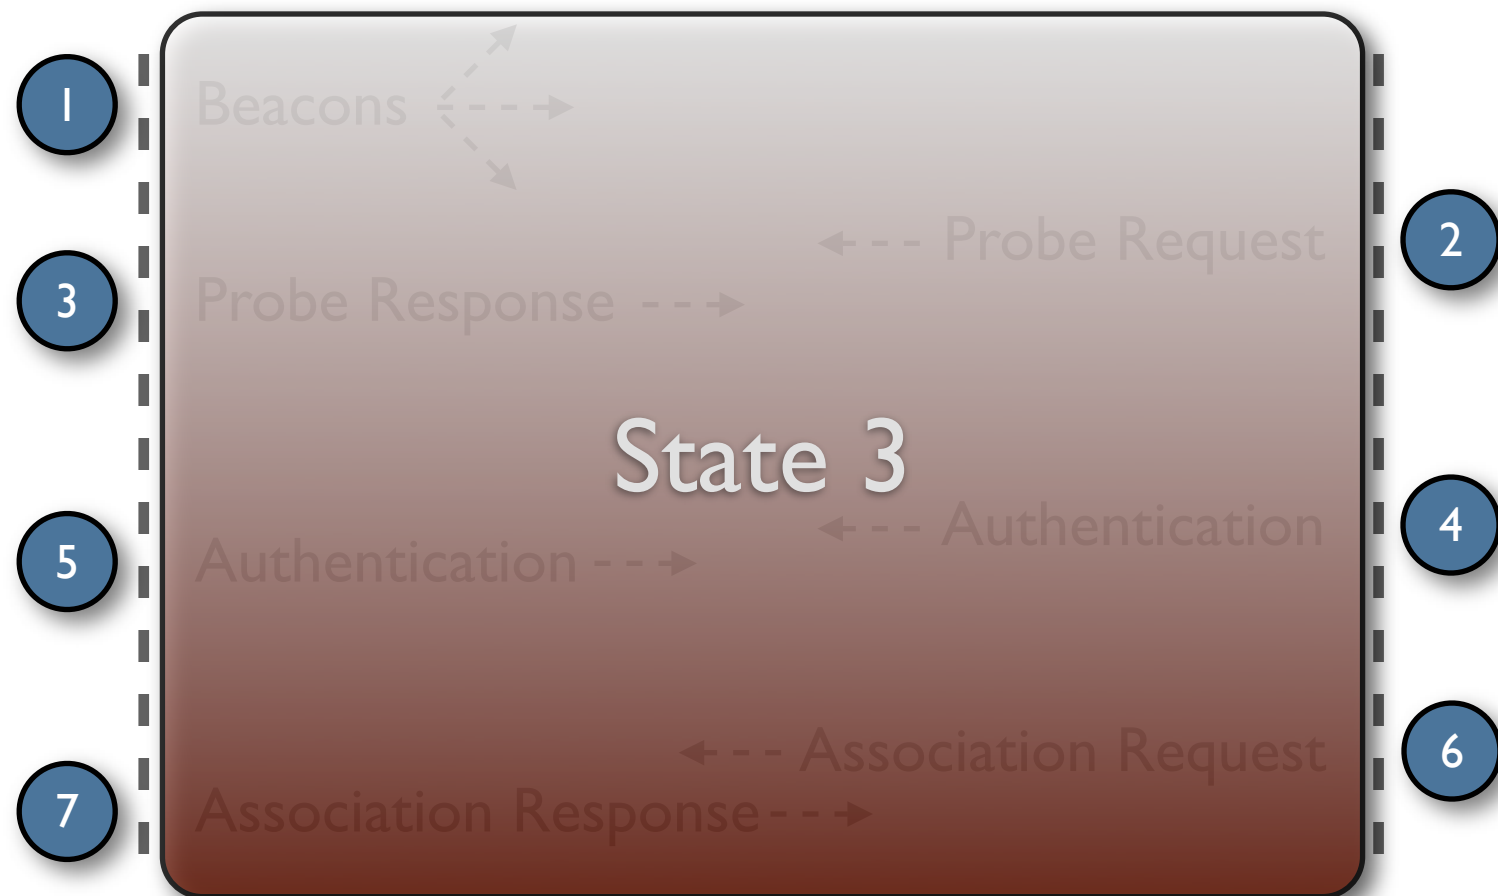 1
Beacons
Probe Request
2
3
Probe Response
State 3
Authentication
4
5
Authentication
Association Request
6
7
Association Response